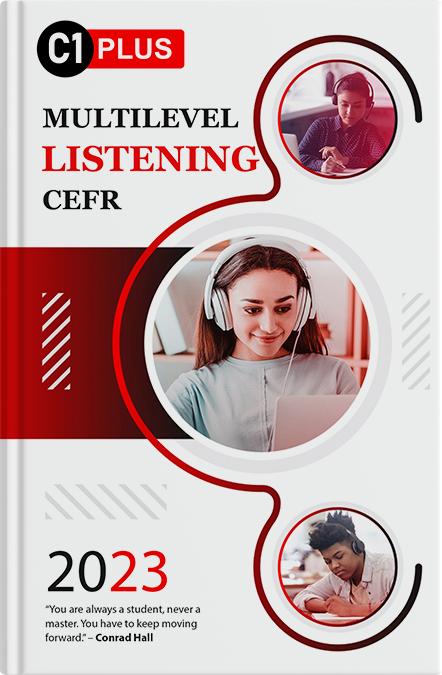 C1 PLUS
MULTILEVEL
LISTENING
CEFR
2023
“You are always a student, never a
master. You have to keep moving
forward.” – Conrad Hall